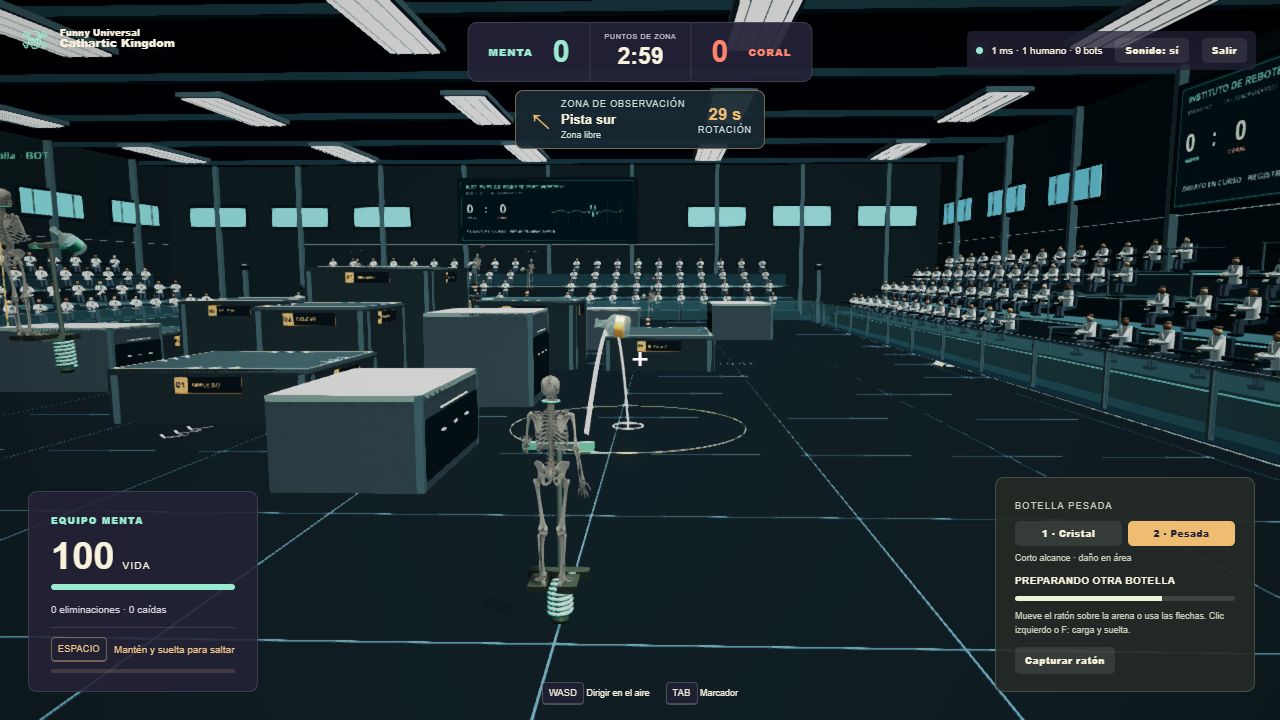 Funny Universal
Cathartic Kingdom
MENTA 0
PUNTOS DE ZONA
2:59
0 CORAL
1 ms · 1 humano · 9 bots
Sonido: sí
Salir
ZONA DE OBSERVACIÓN
Pista sur
Zona libre
29 s
ROTACIÓN
INSTITUTO DE REBOTE
0 : 0
CORAL
· BOT
0 : 0
01 IMPULSO
EQUIPO MENTA
100 VIDA
0 eliminaciones · 0 caídas
ESPACIO Mantén y suelta para saltar
BOTELLA PESADA
1 · Cristal
2 · Pesada
Corto alcance · daño en área
PREPARANDO OTRA BOTELLA
Mueve el ratón sobre la arena o usa las flechas. Clic
izquierdo o F: carga y suelta.
Capturar ratón
WASD Dirigir en el aire
TAB Marcador